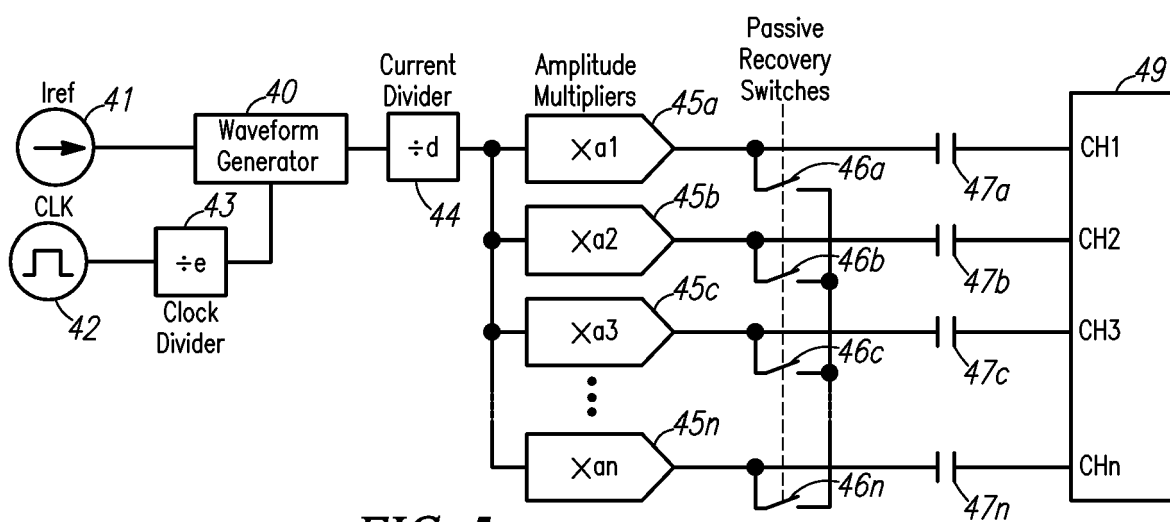 Passive
Recovery
Switches
Current
Divider
Amplitude
Multipliers
Iref
41
40
Waveform
Generator
÷d
44
×a1
45a
46a
47a
49
CH1
CLK
42
43
÷e
Clock
Divider
×a2
45b
46b
47b
CH2
×a3
45c
46c
47c
CH3
×an
45n
46n
47n
CHn